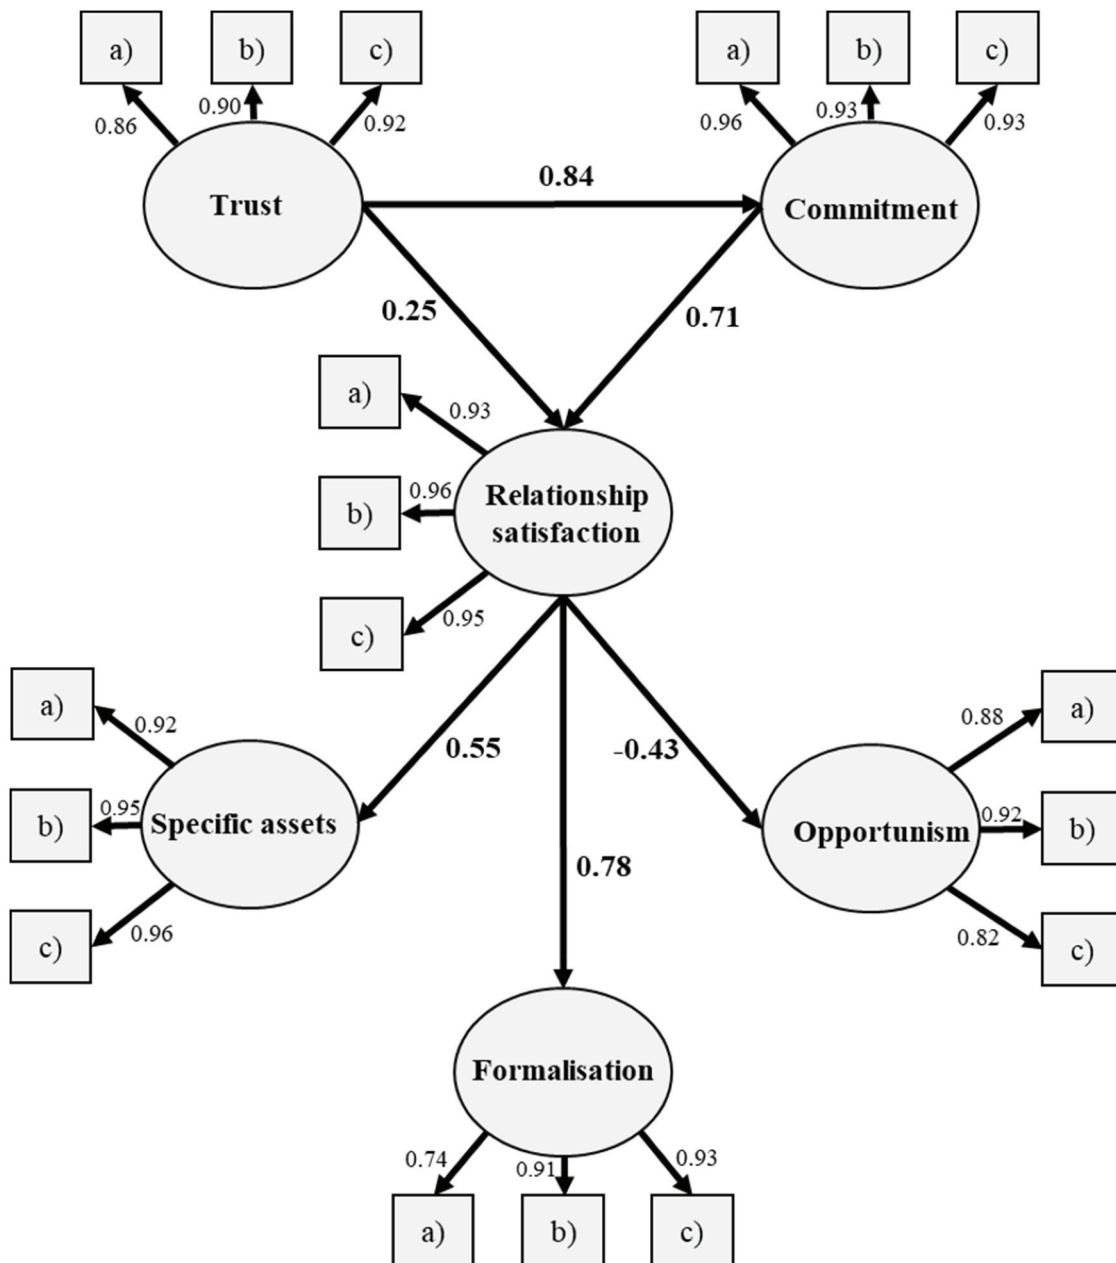 a) b) c) a) b) c)
0.86 0.90 0.92 0.96 0.93 0.93
Trust
0.84
Commitment
0.25 0.71
a)
0.93
b)
0.96
Relationship
satisfaction
c)
0.95
a)
0.92
0.55 -0.43
0.88
a)
b)
0.95
Specific assets
Opportunism
0.92
b)
0.78
c)
0.96
0.82
c)
Formalisation
0.74 0.91 0.93
a) b) c)